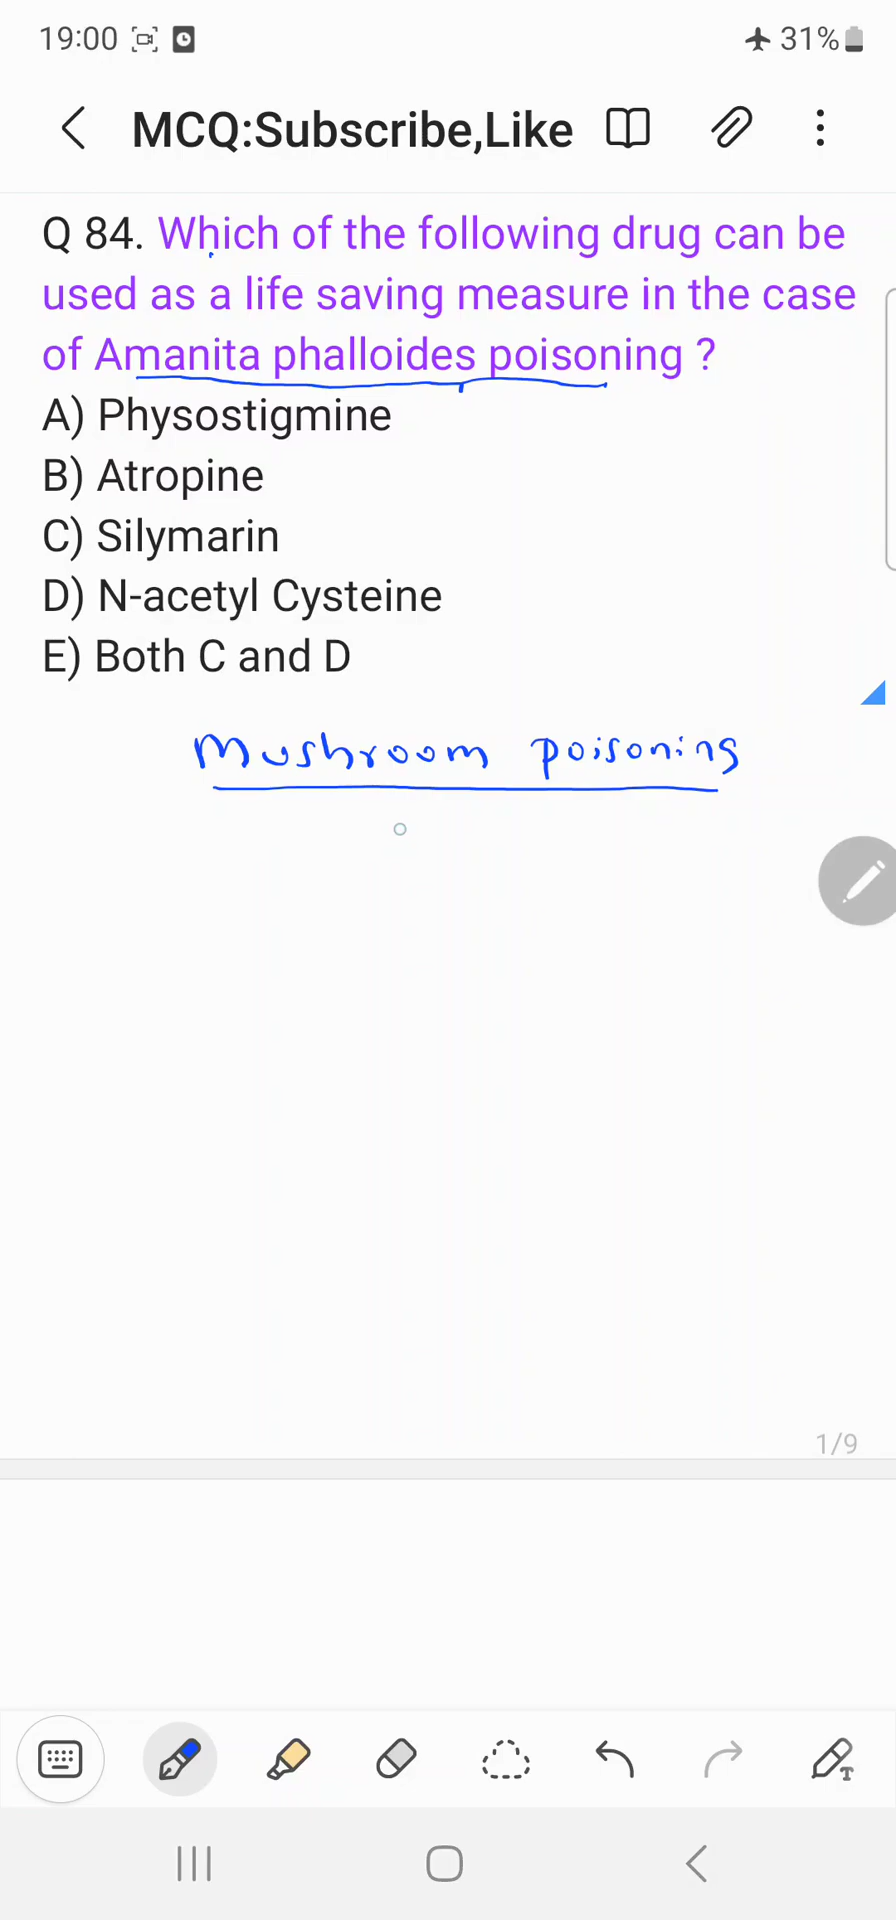 19:00 31%
MCQ:Subscribe,Like
Q 84. Which of the following drug can be
used as a life saving measure in the case
of Amanita phalloides poisoning ?
A) Physostigmine
B) Atropine
C) Silymarin
D) N-acetyl Cysteine
E) Both C and D
Mushroom poisoning
1/9
T